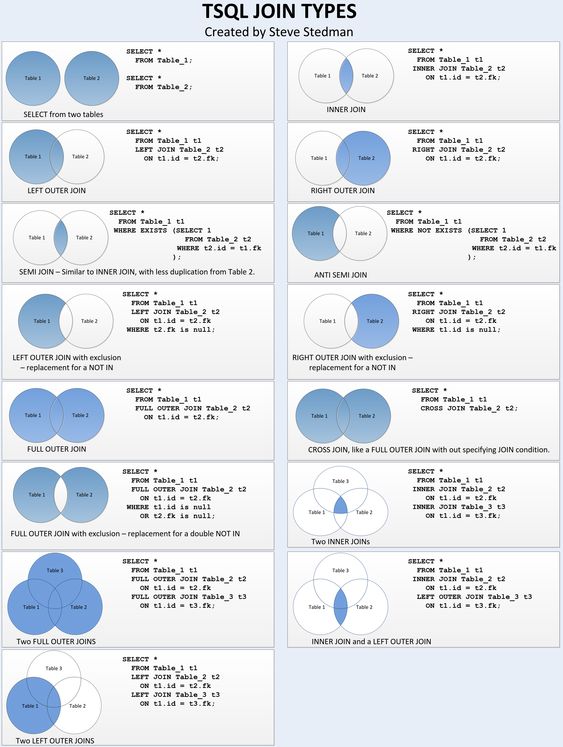 TSQL JOIN TYPES
Created by Steve Stedman
Table 1
Table 2
SELECT *
FROM Table_1;
SELECT *
FROM Table_2;
SELECT from two tables
Table 1
Table 2
SELECT *
FROM Table_1 t1
INNER JOIN Table_2 t2
ON t1.id = t2.fk;
INNER JOIN
Table 1
Table 2
SELECT *
FROM Table_1 t1
LEFT JOIN Table_2 t2
ON t1.id = t2.fk;
LEFT OUTER JOIN
Table 1
Table 2
SELECT *
FROM Table_1 t1
RIGHT JOIN Table_2 t2
ON t1.id = t2.fk;
RIGHT OUTER JOIN
Table 1
Table 2
SELECT *
FROM Table_1 t1
WHERE EXISTS (SELECT 1
FROM Table_2 t2
WHERE t2.id = t1.fk
);
SEMI JOIN – Similar to INNER JOIN, with less duplication from Table 2.
Table 1
Table 2
SELECT *
FROM Table_1 t1
WHERE NOT EXISTS (SELECT 1
FROM Table_2 t2
WHERE t2.id = t1.fk
);
ANTI SEMI JOIN
Table 1
Table 2
SELECT *
FROM Table_1 t1
LEFT JOIN Table_2 t2
ON t1.id = t2.fk
WHERE t2.fk is null;
LEFT OUTER JOIN with exclusion
– replacement for a NOT IN
Table 1
Table 2
SELECT *
FROM Table_1 t1
RIGHT JOIN Table_2 t2
ON t1.id = t2.fk
WHERE t1.id is null;
RIGHT OUTER JOIN with exclusion –
replacement for a NOT IN
Table 1
Table 2
SELECT *
FROM Table_1 t1
FULL OUTER JOIN Table_2 t2
ON t1.id = t2.fk;
FULL OUTER JOIN
Table 1
Table 2
SELECT *
FROM Table_1 t1
CROSS JOIN Table_2 t2;
CROSS JOIN, like a FULL OUTER JOIN with out specifying JOIN condition.
Table 1
Table 2
SELECT *
FROM Table_1 t1
FULL OUTER JOIN Table_2 t2
ON t1.id = t2.fk
WHERE t1.id is null
OR t2.fk is null;
FULL OUTER JOIN with exclusion – replacement for a double NOT IN
Table 3
Table 1
Table 2
SELECT *
FROM Table_1 t1
INNER JOIN Table_2 t2
ON t1.id = t2.fk
INNER JOIN Table_3 t3
ON t1.id = t3.fk;
Two INNER JOINs
Table 3
Table 1
Table 2
SELECT *
FROM Table_1 t1
FULL OUTER JOIN Table_2 t2
ON t1.id = t2.fk
FULL OUTER JOIN Table_3 t3
ON t1.id = t3.fk;
Two FULL OUTER JOINS
Table 3
Table 1
Table 2
SELECT *
FROM Table_1 t1
INNER JOIN Table_2 t2
ON t1.id = t2.fk
LEFT OUTER JOIN Table_3 t3
ON t1.id = t3.fk;
INNER JOIN and a LEFT OUTER JOIN
Table 3
Table 1
Table 2
SELECT *
FROM Table_1 t1
LEFT JOIN Table_2 t2
ON t1.id = t2.fk
LEFT JOIN Table_3 t3
ON t1.id = t3.fk;
Two LEFT OUTER JOINS